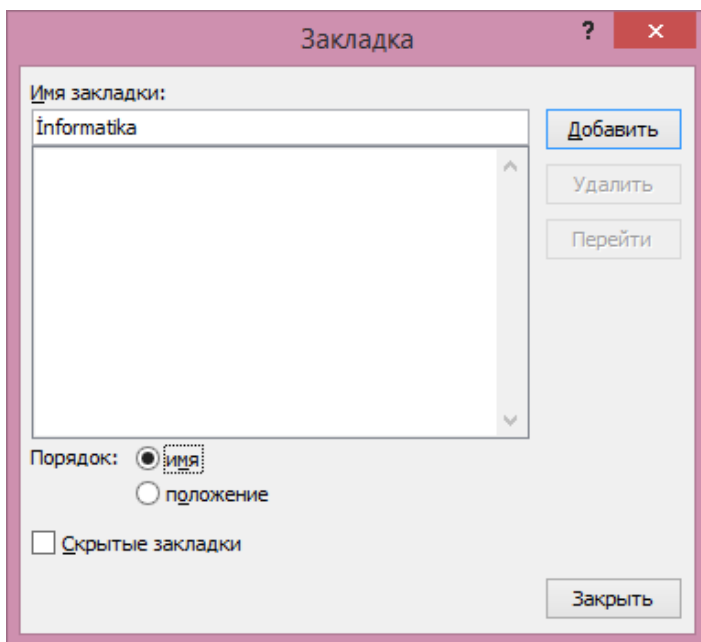 Закладка
?
×
Имя закладки:
İnformatika
Добавить
Удалить
Перейти
Порядок:
имя
положение
Скрытые закладки
Закрыть